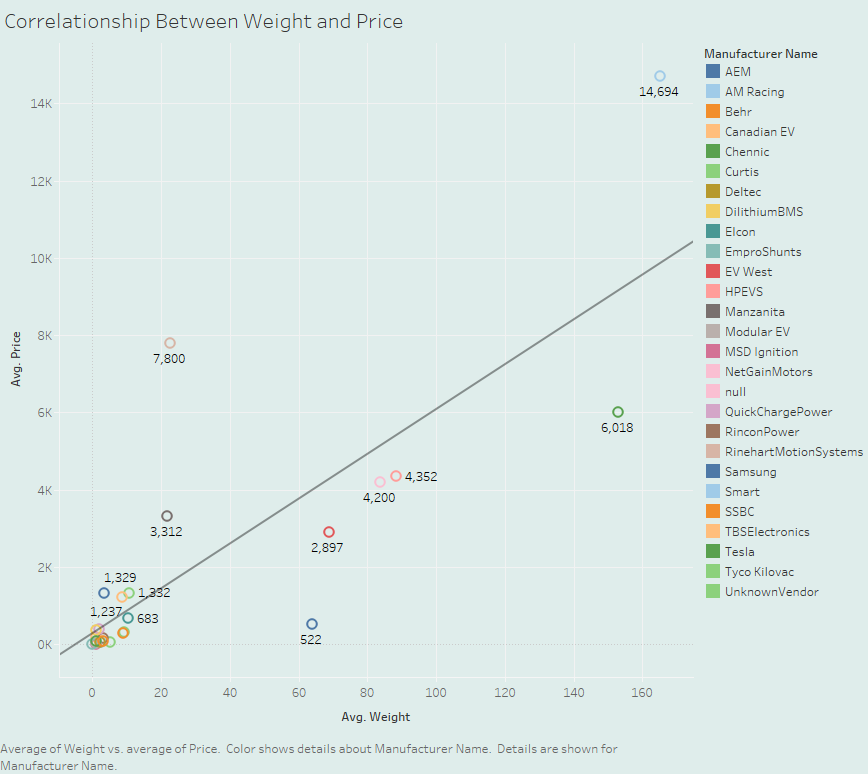 Correlationship Between Weight and Price
Manufacturer Name
AEM
AM Racing
Behr
Canadian EV
Chennic
Curtis
Deltec
DilithiumBMS
Elcon
EmproShunts
EV West
HPEVS
Manzanita
Modular EV
MSD Ignition
NetGainMotors
null
QuickChargePower
RinconPower
RinehartMotionSystems
Samsung
Smart
SSBC
TBSElectronics
Tesla
Tyco Kilovac
UnknownVendor
Avg. Price
14K
12K
10K
8K
6K
4K
2K
0K
14,694
7,800
6,018
4,352
4,200
3,312
2,897
1,329
1,332
1,237
683
522
0
20
40
60
80
100
120
140
160
Avg. Weight
Average of Weight vs. average of Price. Color shows details about Manufacturer Name. Details are shown for
Manufacturer Name.